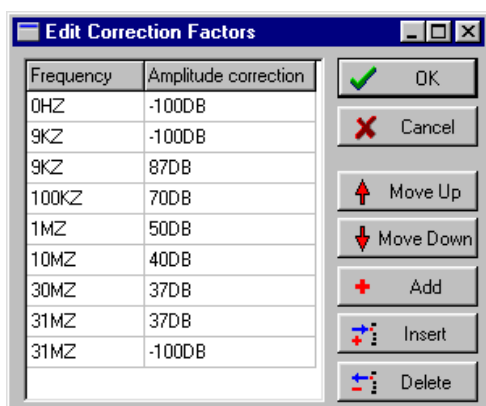 Edit Correction Factors
Frequency Amplitude correction
0HZ -100DB
9KZ -100DB
9KZ 87DB
100KZ 70DB
1MZ 50DB
10MZ 40DB
30MZ 37DB
31MZ 37DB
31MZ -100DB
OK
Cancel
Move Up
Move Down
Add
Insert
Delete